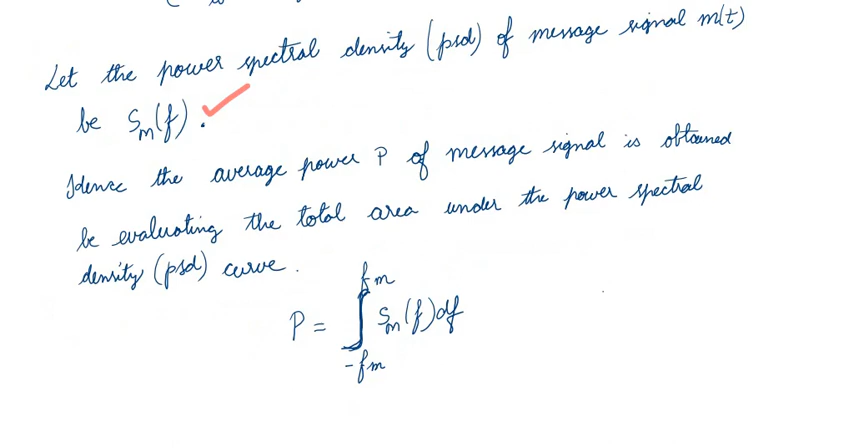 Let the power spectral density (psd) of message signal m(t)
be Sm(f).
Hence the average power P of message signal is obtained
be evaluating the total area under the power spectral
density (psd) curve.
fm
P = ∫ Sm(f)df
-fm